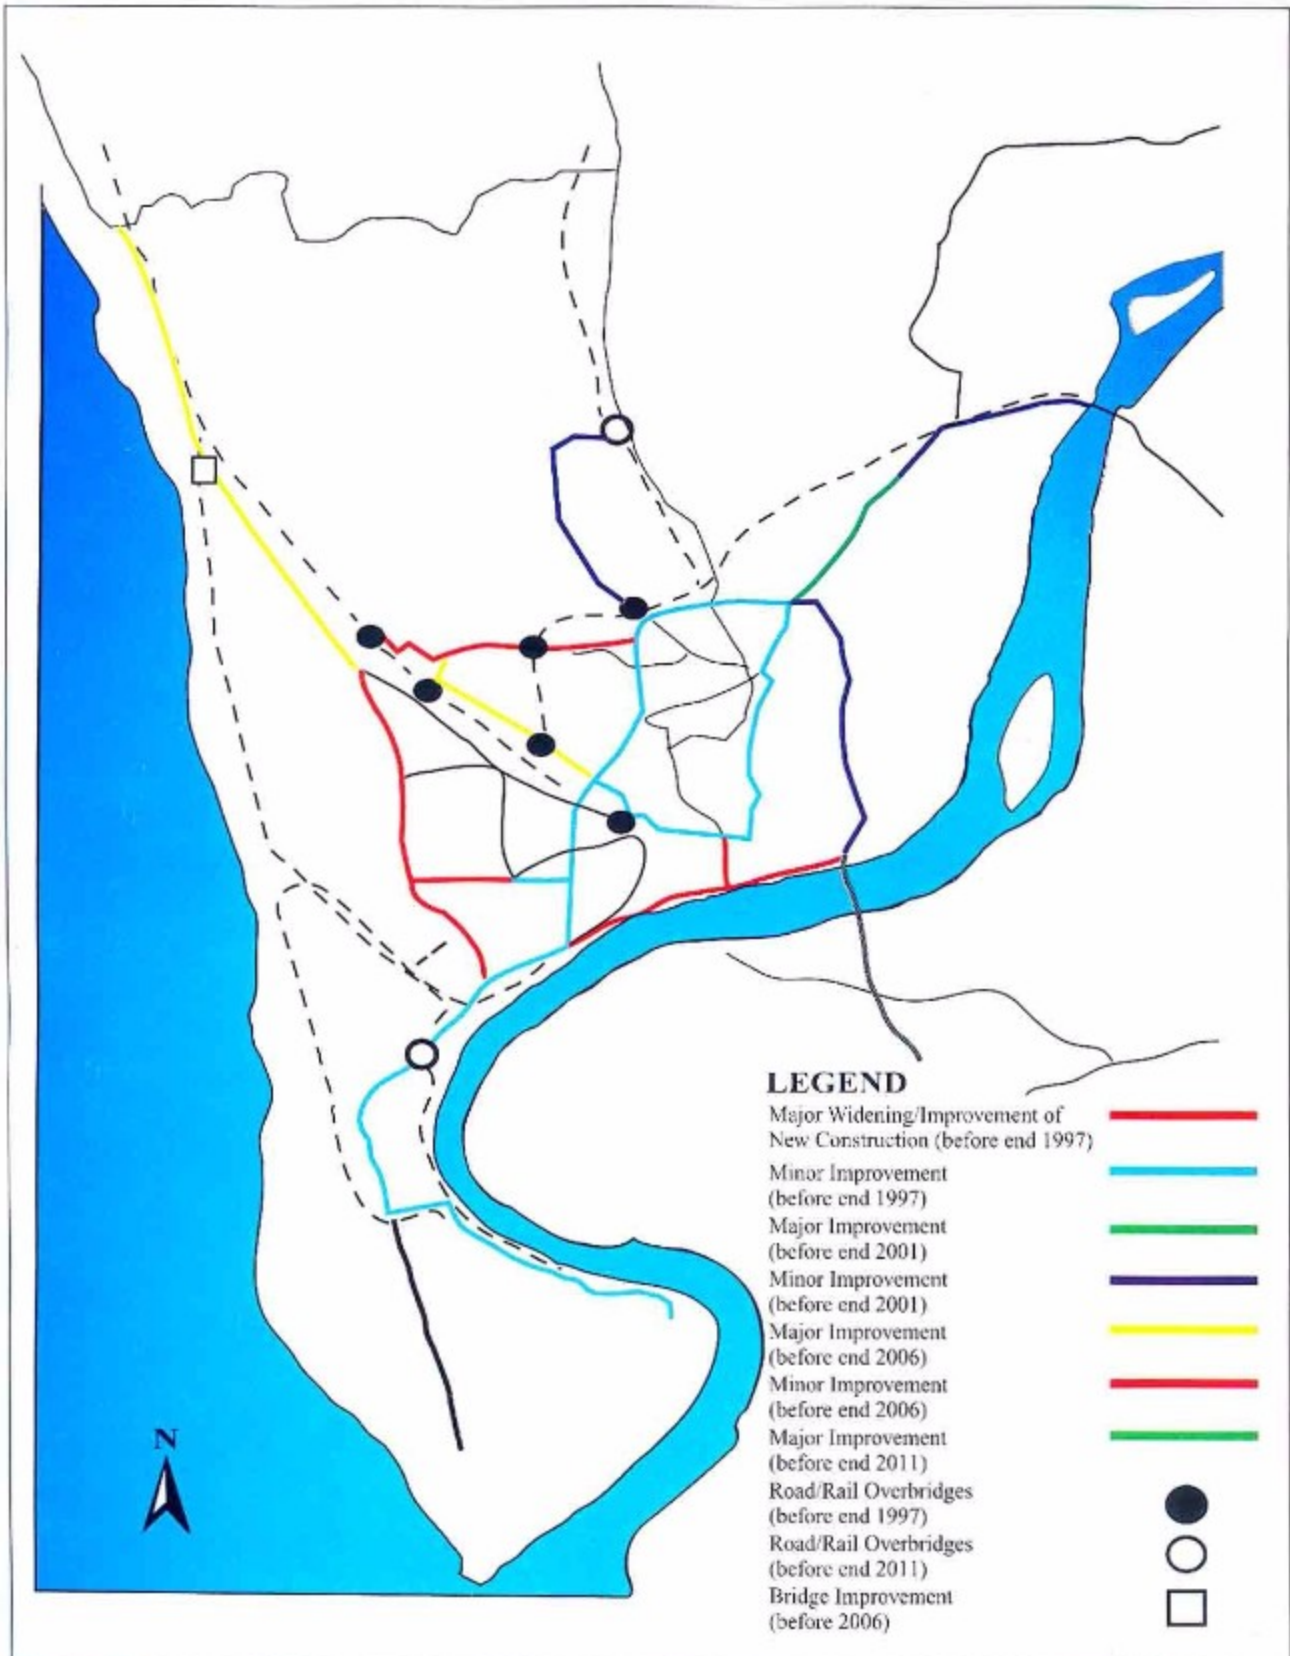 LEGEND
Major Widening/Improvement of
New Construction (before end 1997)
Minor Improvement
(before end 1997)
Major Improvement
(before end 2001)
Minor Improvement
(before end 2001)
Major Improvement
(before end 2006)
Minor Improvement
(before end 2006)
Major Improvement
(before end 2011)
Road/Rail Overbridges
(before end 1997)
Road/Rail Overbridges
(before end 2011)
Bridge Improvement
(before 2006)
N